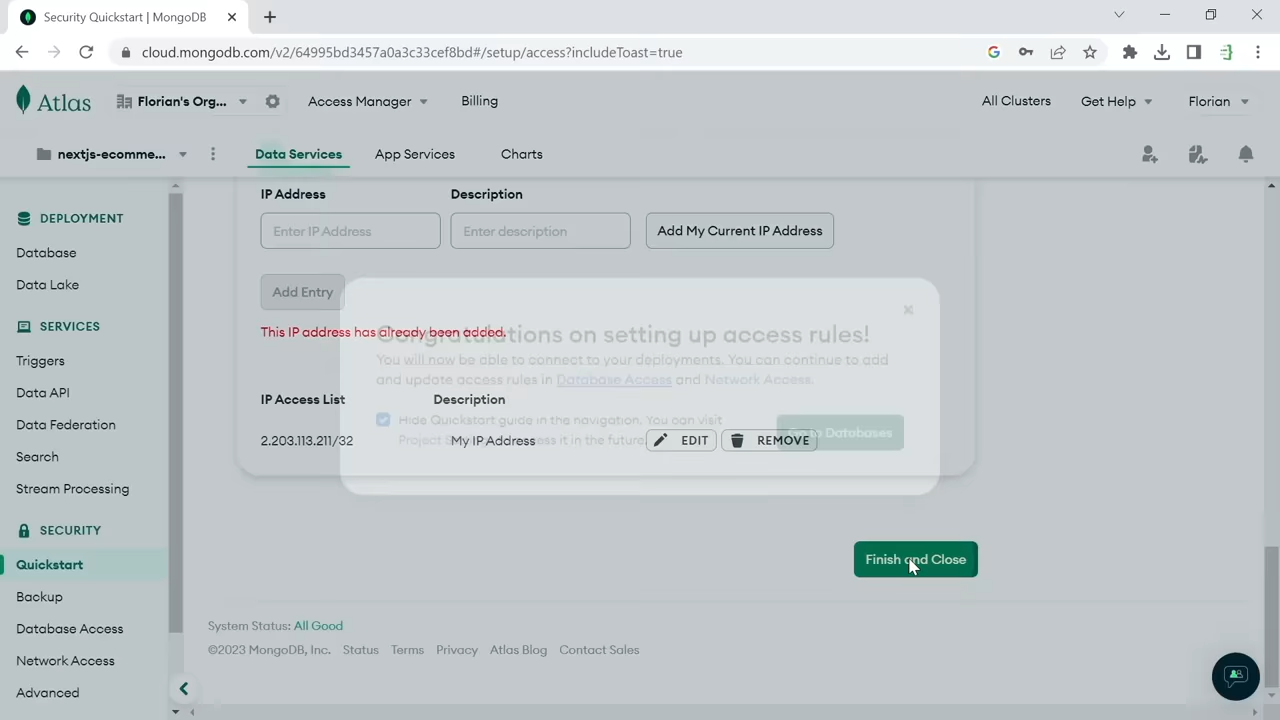 Security Quickstart | MongoDB
cloud.mongodb.com/v2/64995bd3457a0a3c33cef8bd#/setup/access?includeToast=true
Atlas
Florian's Org...
Access Manager
Billing
All Clusters
Get Help
Florian
nextjs-ecomme...
Data Services
App Services
Charts
DEPLOYMENT
Database
Data Lake
SERVICES
Triggers
Data API
Data Federation
Search
Stream Processing
SECURITY
Quickstart
Backup
Database Access
Network Access
Advanced
IP Address
Description
Enter IP Address
Enter description
Add My Current IP Address
Add Entry
This IP address has already been added.
Congratulations on setting up access rules!
You will now be able to connect to your deployments. You can continue to add
and update access rules in Database Access and Network Access.
IP Access List
Description
Hide Quickstart guide in the navigation. You can visit
Go to Databases
2.203.113.211/32
My IP Address
EDIT
REMOVE
Finish and Close
System Status: All Good
©2023 MongoDB, Inc.
Status
Terms
Privacy
Atlas Blog
Contact Sales